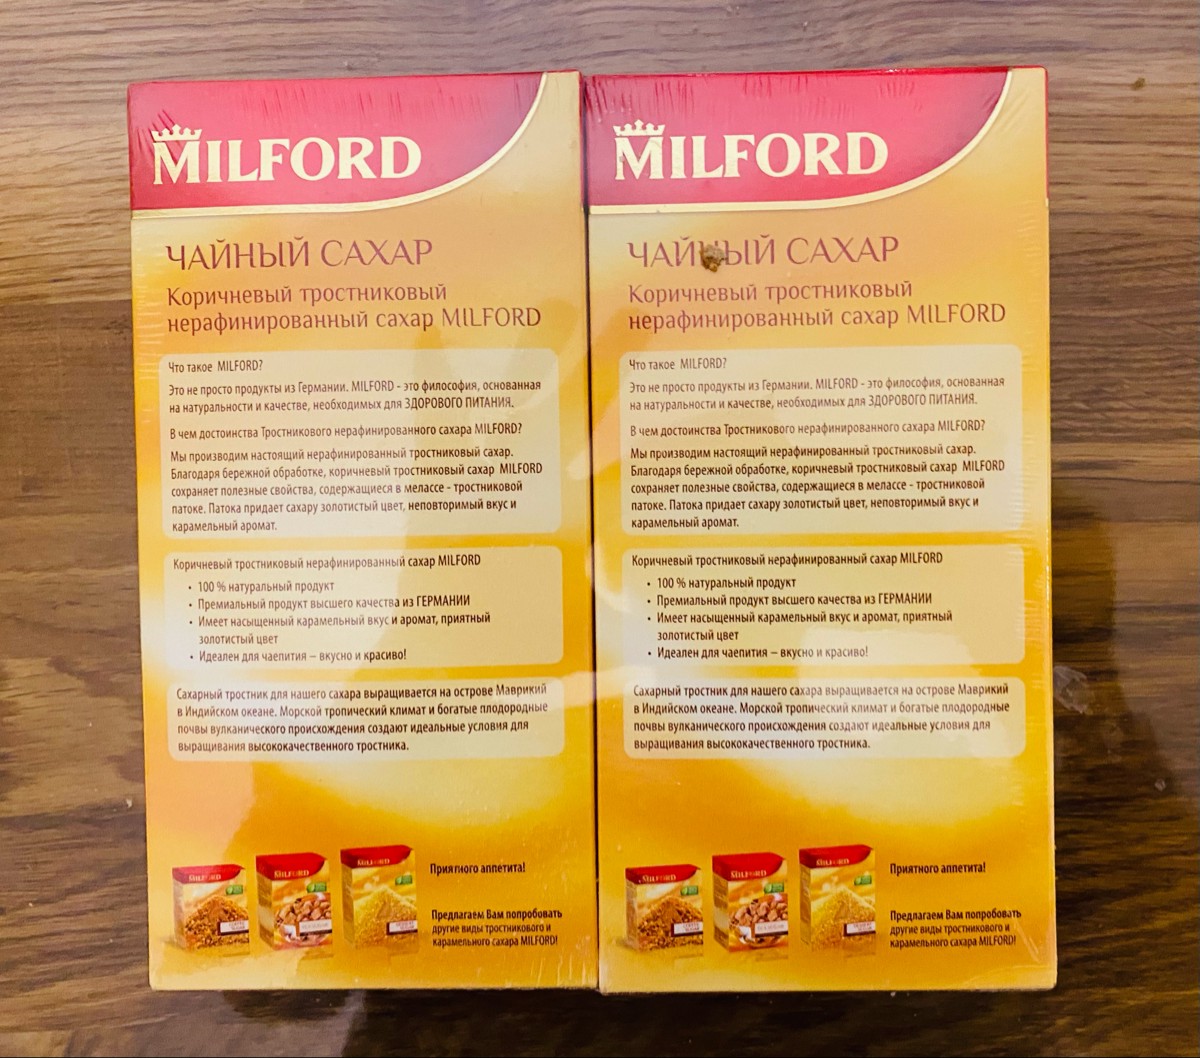 MILFORD
ЧАЙНЫЙ САХАР
Коричневый тростниковый
нерафинированный сахар MILFORD
Что такое MILFORD?
Это не просто продукты из Германии. MILFORD - это философия, основанная
на натуральности и качестве, необходимых для ЗДОРОВОГО ПИТАНИЯ.
В чем достоинства Тростникового нерафинированного сахара MILFORD?
Мы производим настоящий нерафинированный тростниковый сахар.
Благодаря бережной обработке, коричневый тростниковый сахар MILFORD
сохраняет полезные свойства, содержащиеся в мелассе - тростниковой
патоке. Патока придает сахару золотистый цвет, неповторимый вкус и
карамельный аромат.
Коричневый тростниковый нерафинированный сахар MILFORD
• 100 % натуральный продукт
• Премиальный продукт высшего качества из ГЕРМАНИИ
• Имеет насыщенный карамельный вкус и аромат, приятный
золотистый цвет
• Идеален для чаепития – вкусно и красиво!
Сахарный тростник для нашего сахара выращивается на острове Маврикий
в Индийском океане. Морской тропический климат и богатые плодородные
почвы вулканического происхождения создают идеальные условия для
выращивания высококачественного тростника.
MILFORD
MILFORD
MILFORD
Приятного аппетита!
Предлагаем Вам попробовать
другие виды тростникового и
карамельного сахара MILFORD!
MILFORD
ЧАЙНЫЙ САХАР
Коричневый тростниковый
нерафинированный сахар MILFORD
Что такое MILFORD?
Это не просто продукты из Германии. MILFORD - это философия, основанная
на натуральности и качестве, необходимых для ЗДОРОВОГО ПИТАНИЯ.
В чем достоинства Тростникового нерафинированного сахара MILFORD?
Мы производим настоящий нерафинированный тростниковый сахар.
Благодаря бережной обработке, коричневый тростниковый сахар MILFORD
сохраняет полезные свойства, содержащиеся в мелассе - тростниковой
патоке. Патока придает сахару золотистый цвет, неповторимый вкус и
карамельный аромат.
Коричневый тростниковый нерафинированный сахар MILFORD
• 100 % натуральный продукт
• Премиальный продукт высшего качества из ГЕРМАНИИ
• Имеет насыщенный карамельный вкус и аромат, приятный
золотистый цвет
• Идеален для чаепития – вкусно и красиво!
Сахарный тростник для нашего сахара выращивается на острове Маврикий
в Индийском океане. Морской тропический климат и богатые плодородные
почвы вулканического происхождения создают идеальные условия для
выращивания высококачественного тростника.
MILFORD
MILFORD
MILFORD
Приятного аппетита!
Предлагаем Вам попробовать
другие виды тростникового и
карамельного сахара MILFORD!